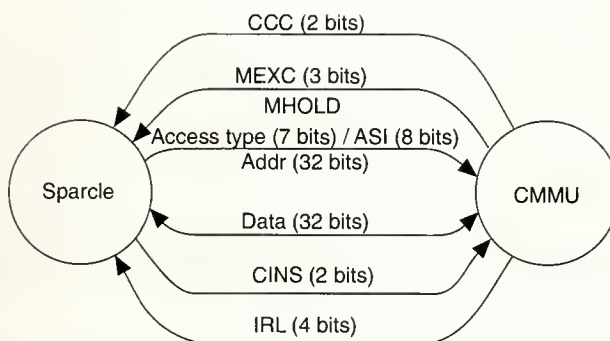 CCC (2 bits)
MEXC (3 bits)
MHOLD
Access type (7 bits) / ASI (8 bits)
Addr (32 bits)
Sparcle
CMMU
Data (32 bits)
CINS (2 bits)
IRL (4 bits)